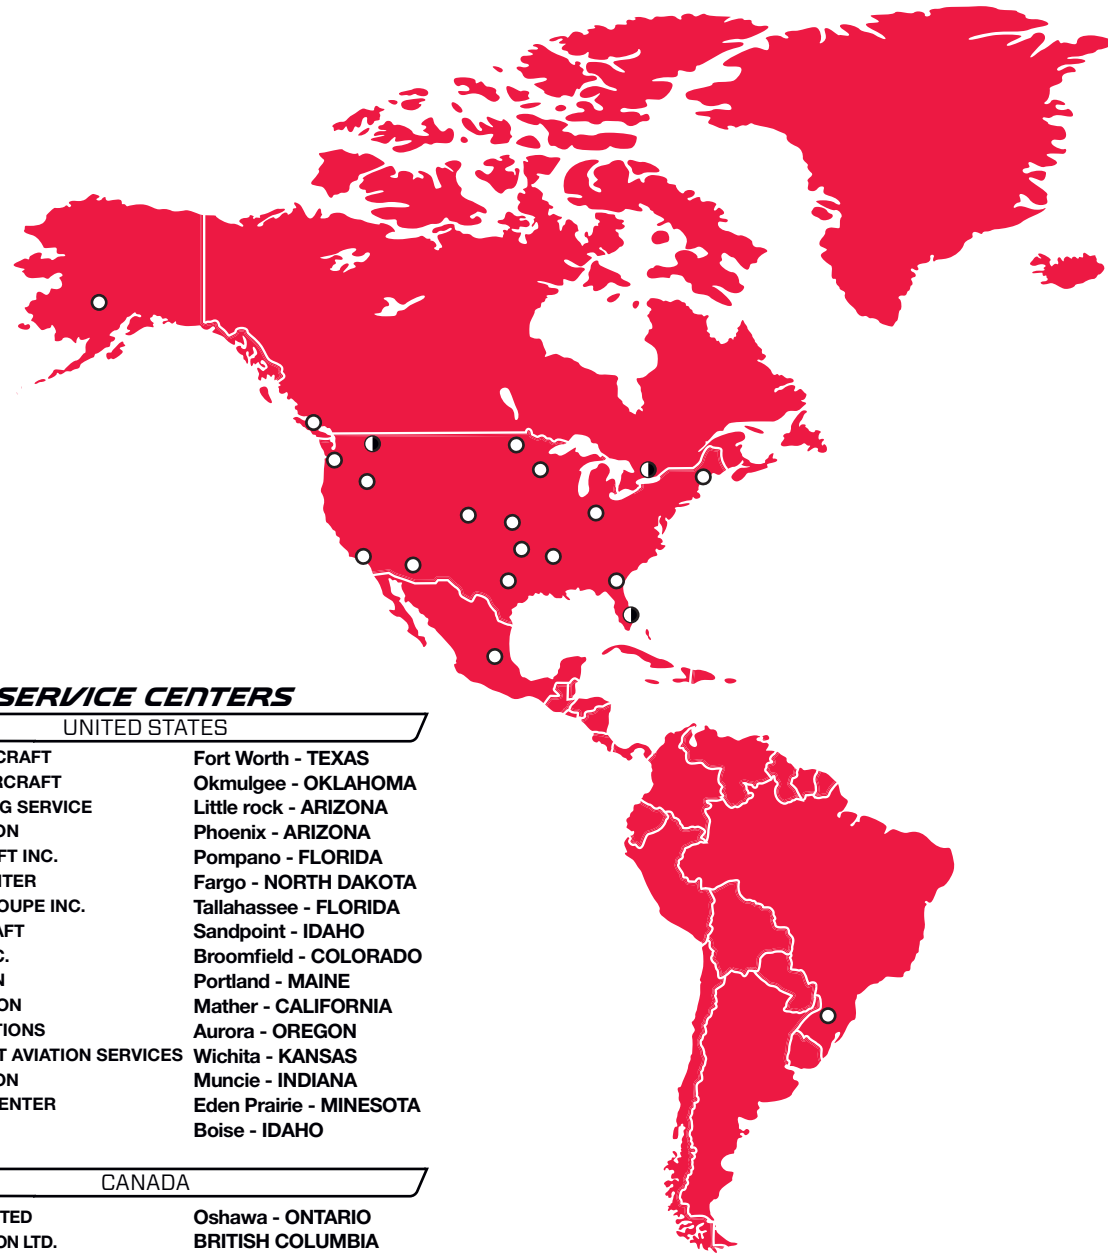 SERVICE CENTERS
UNITED STATES
CRAFT Fort Worth - TEXAS
RCRAFT Okmulgee - OKLAHOMA
G SERVICE Little rock - ARIZONA
ON Phoenix - ARIZONA
FT INC. Pompano - FLORIDA
NTER Fargo - NORTH DAKOTA
OUPE INC. Tallahassee - FLORIDA
AFT Sandpoint - IDAHO
C. Broomfield - COLORADO
N Portland - MAINE
ON Mather - CALIFORNIA
TIONS Aurora - OREGON
T AVIATION SERVICES Wichita - KANSAS
ON Muncie - INDIANA
ENTER Eden Prairie - MINESOTA
Boise - IDAHO
CANADA
TED Oshawa - ONTARIO
ON LTD. BRITISH COLUMBIA